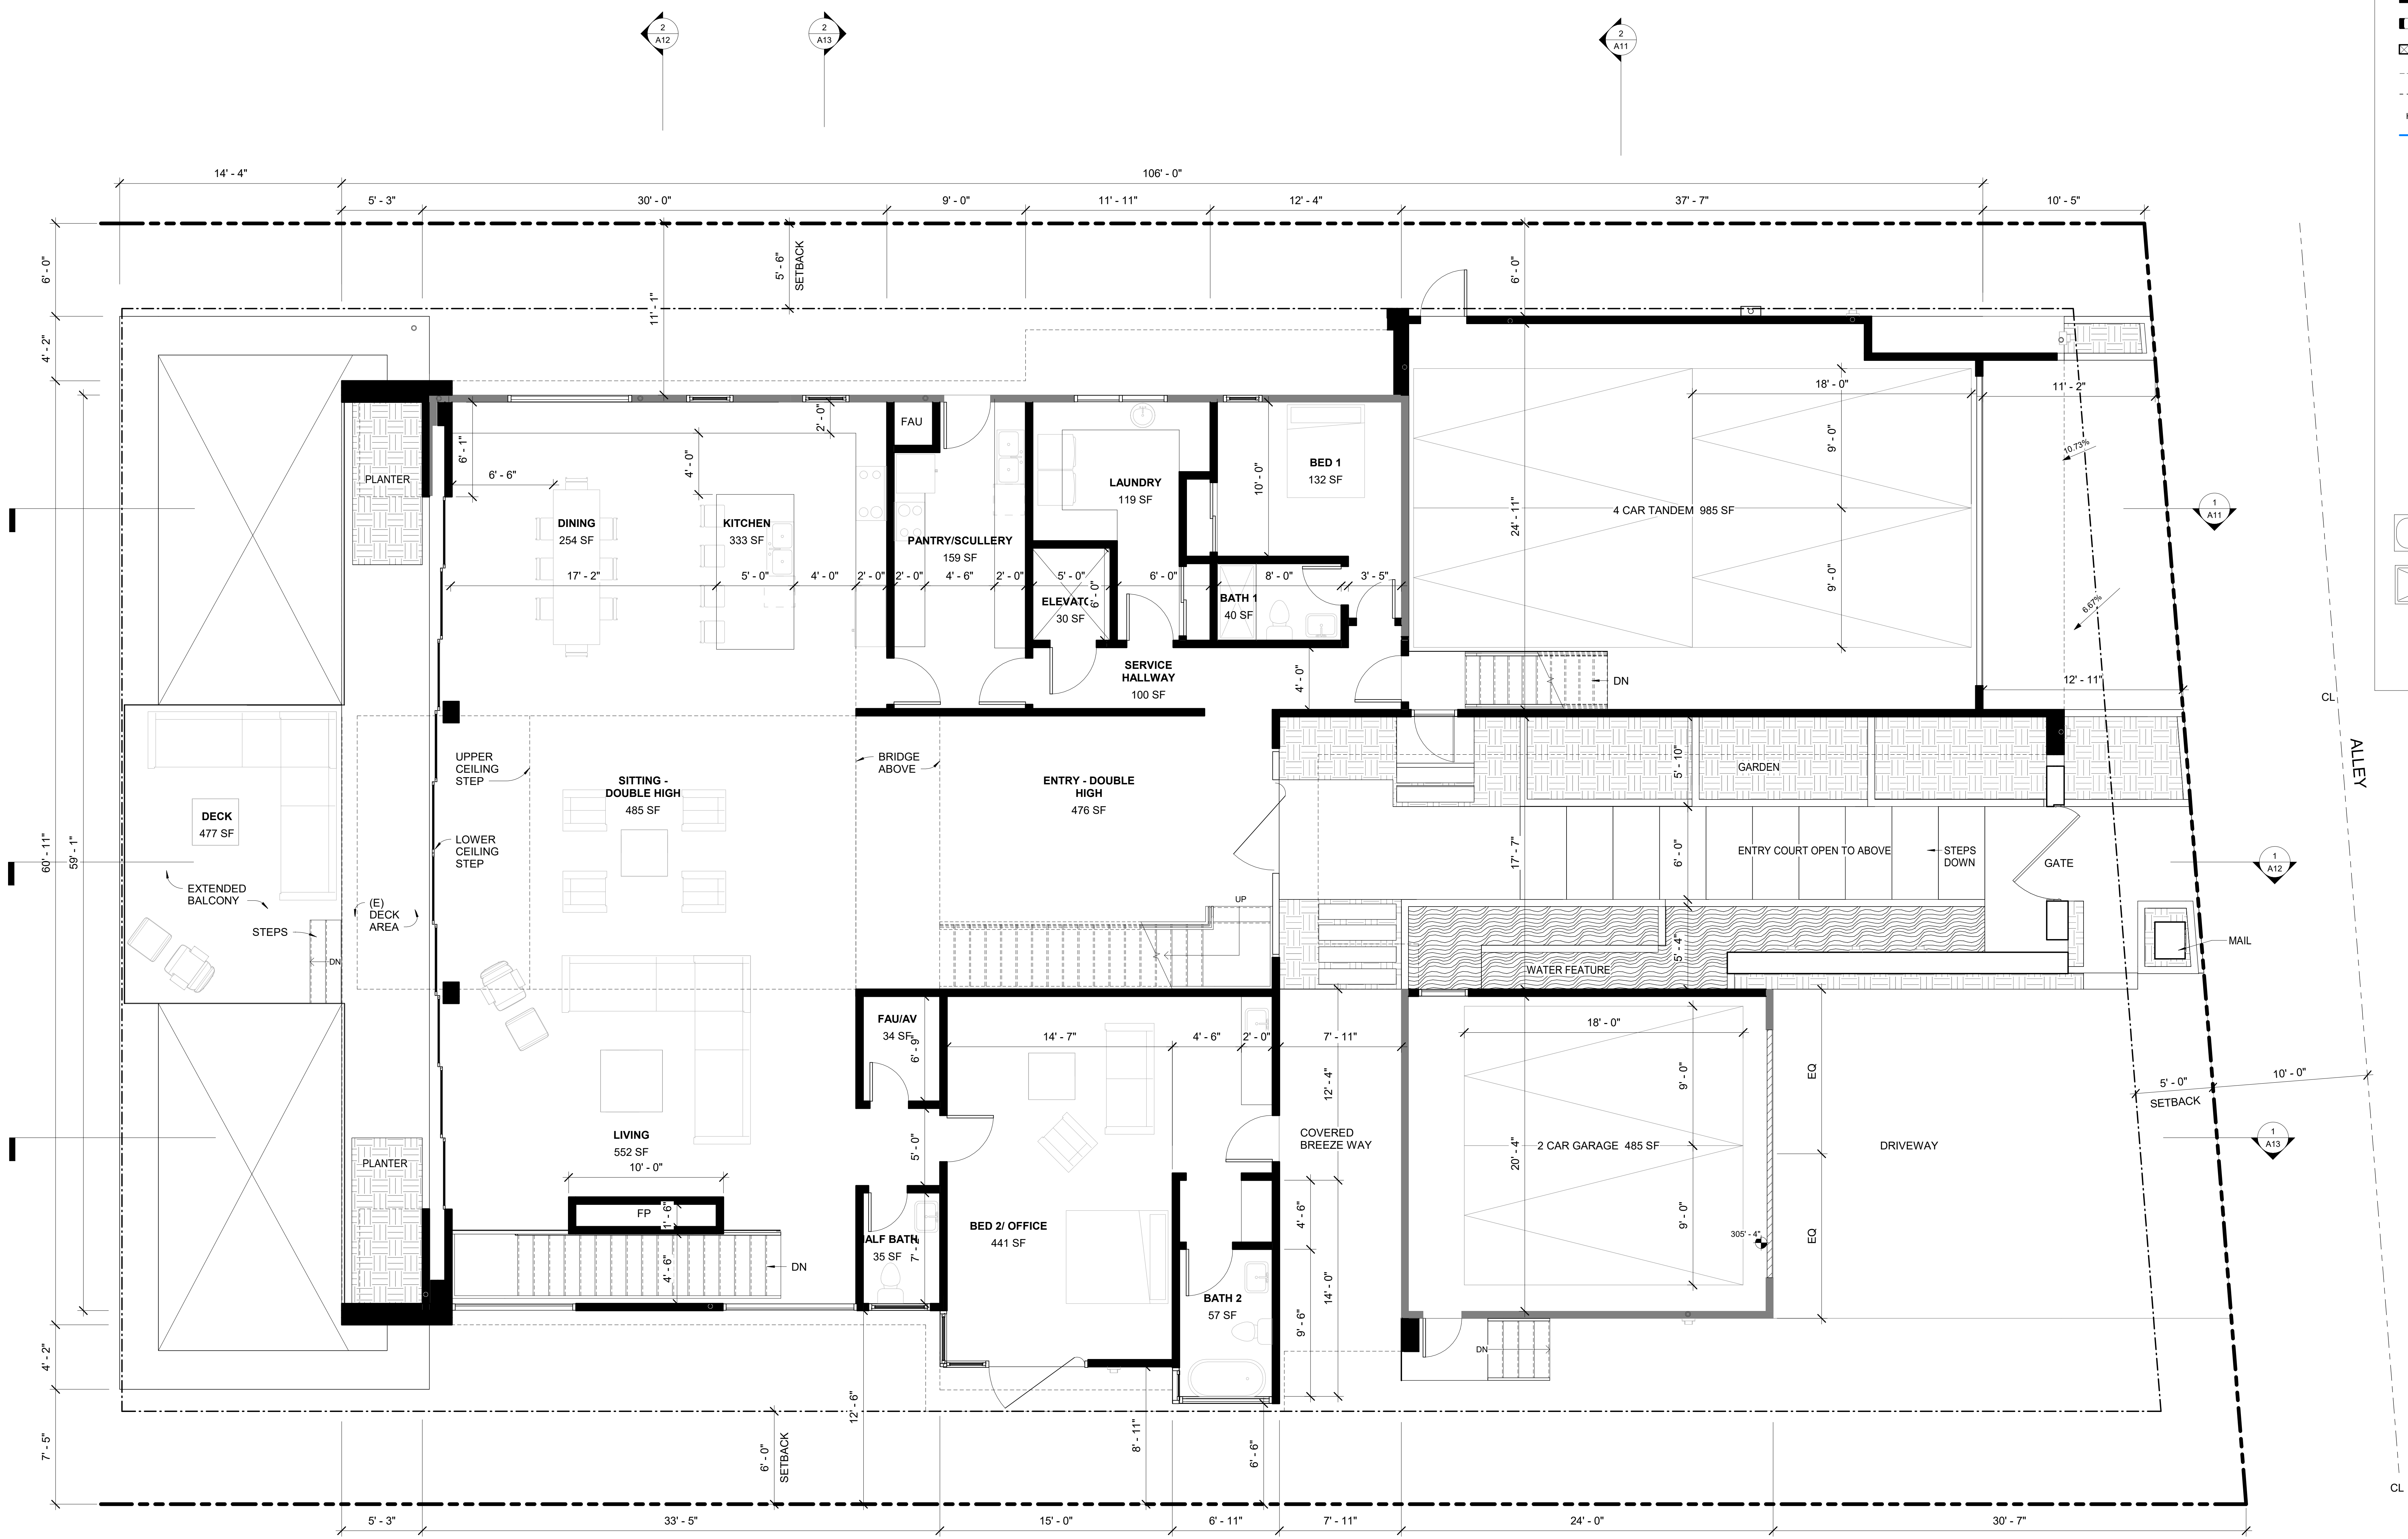 2
A12
2
A13
2
A11
14' - 4"
106' - 0"
5' - 3"
30' - 0"
9' - 0"
11' - 11"
12' - 4"
37' - 7"
10' - 5"
6' - 0"
4' - 2"
60' - 11"
59' - 1"
4' - 2"
7' - 5"
11' - 1"
5' - 6"
SETBACK
6' - 0"
PLANTER
6' - 1"
6' - 6"
DINING
254 SF
17' - 2"
2' - 0"
4' - 0"
KITCHEN
333 SF
5' - 0"
4' - 0"
2' - 0"
FAU
PANTRY/SCULLERY
159 SF
2' - 0"
4' - 6"
2' - 0"
LAUNDRY
119 SF
5' - 0"
6' - 0"
6' - 0"
ELEVATO
30 SF
BED 1
132 SF
10' - 0"
8' - 0"
3' - 5"
BATH 1
40 SF
SERVICE
HALLWAY
100 SF
4' - 0"
24' - 11"
4 CAR TANDEM 985 SF
18' - 0"
9' - 0"
9' - 0"
DN
11' - 2"
10.73%
6.67%
12' - 11"
1
A11
CL
ALLEY
DECK
477 SF
EXTENDED
BALCONY
STEPS
DN
(E)
DECK
AREA
UPPER
CEILING
STEP
LOWER
CEILING
STEP
SITTING -
DOUBLE HIGH
485 SF
BRIDGE
ABOVE
ENTRY - DOUBLE
HIGH
476 SF
UP
GARDEN
5' - 10"
17' - 7"
6' - 0"
ENTRY COURT OPEN TO ABOVE
STEPS
DOWN
GATE
1
A12
5' - 4"
WATER FEATURE
MAIL
PLANTER
LIVING
552 SF
10' - 0"
FP
1' - 6"
4' - 6"
DN
FAU/AV
34 SF
6' - 9"
5' - 0"
HALF BATH
35 SF
14' - 7"
4' - 6"
2' - 0"
7' - 11"
BED 2/ OFFICE
441 SF
12' - 4"
COVERED
BREEZE WAY
4' - 6"
14' - 0"
9' - 6"
BATH 2
57 SF
18' - 0"
9' - 0"
20' - 4"
2 CAR GARAGE 485 SF
9' - 0"
305' - 4"
DN
EQ
EQ
DRIVEWAY
5' - 0"
SETBACK
10' - 0"
1
A13
6' - 0"
SETBACK
12' - 6"
8' - 11"
6' - 6"
CL
5' - 3"
33' - 5"
15' - 0"
6' - 11"
7' - 11"
24' - 0"
30' - 7"